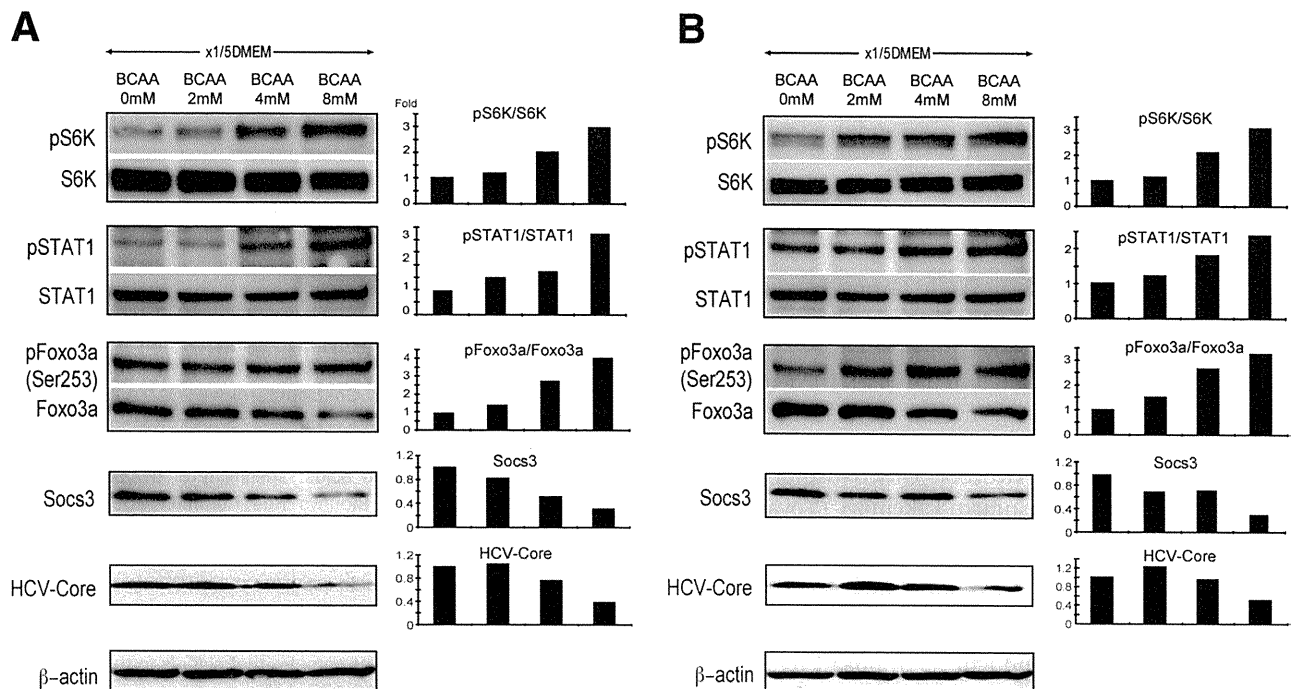 A
x1/5DMEM
BCAA 0mM
BCAA 2mM
BCAA 4mM
BCAA 8mM
pS6K
S6K
Fold
pS6K/S6K
3
2
1
0
pSTAT1
STAT1
pSTAT1/STAT1
3
2
1
0
pFoxo3a
(Ser253)
Foxo3a
pFoxo3a/Foxo3a
4
3
2
1
0
Socs3
Socs3
1.2
0.8
0.4
0
HCV-Core
HCV-Core
1.2
0.8
0.4
0
β-actin
B
x1/5DMEM
BCAA 0mM
BCAA 2mM
BCAA 4mM
BCAA 8mM
pS6K
S6K
pS6K/S6K
3
2
1
0
pSTAT1
STAT1
pSTAT1/STAT1
2
1
0
pFoxo3a
(Ser253)
Foxo3a
pFoxo3a/Foxo3a
3
2
1
0
Socs3
Socs3
1.2
0.8
0.4
0
HCV-Core
HCV-Core
1.2
0.8
0.4
0
β-actin